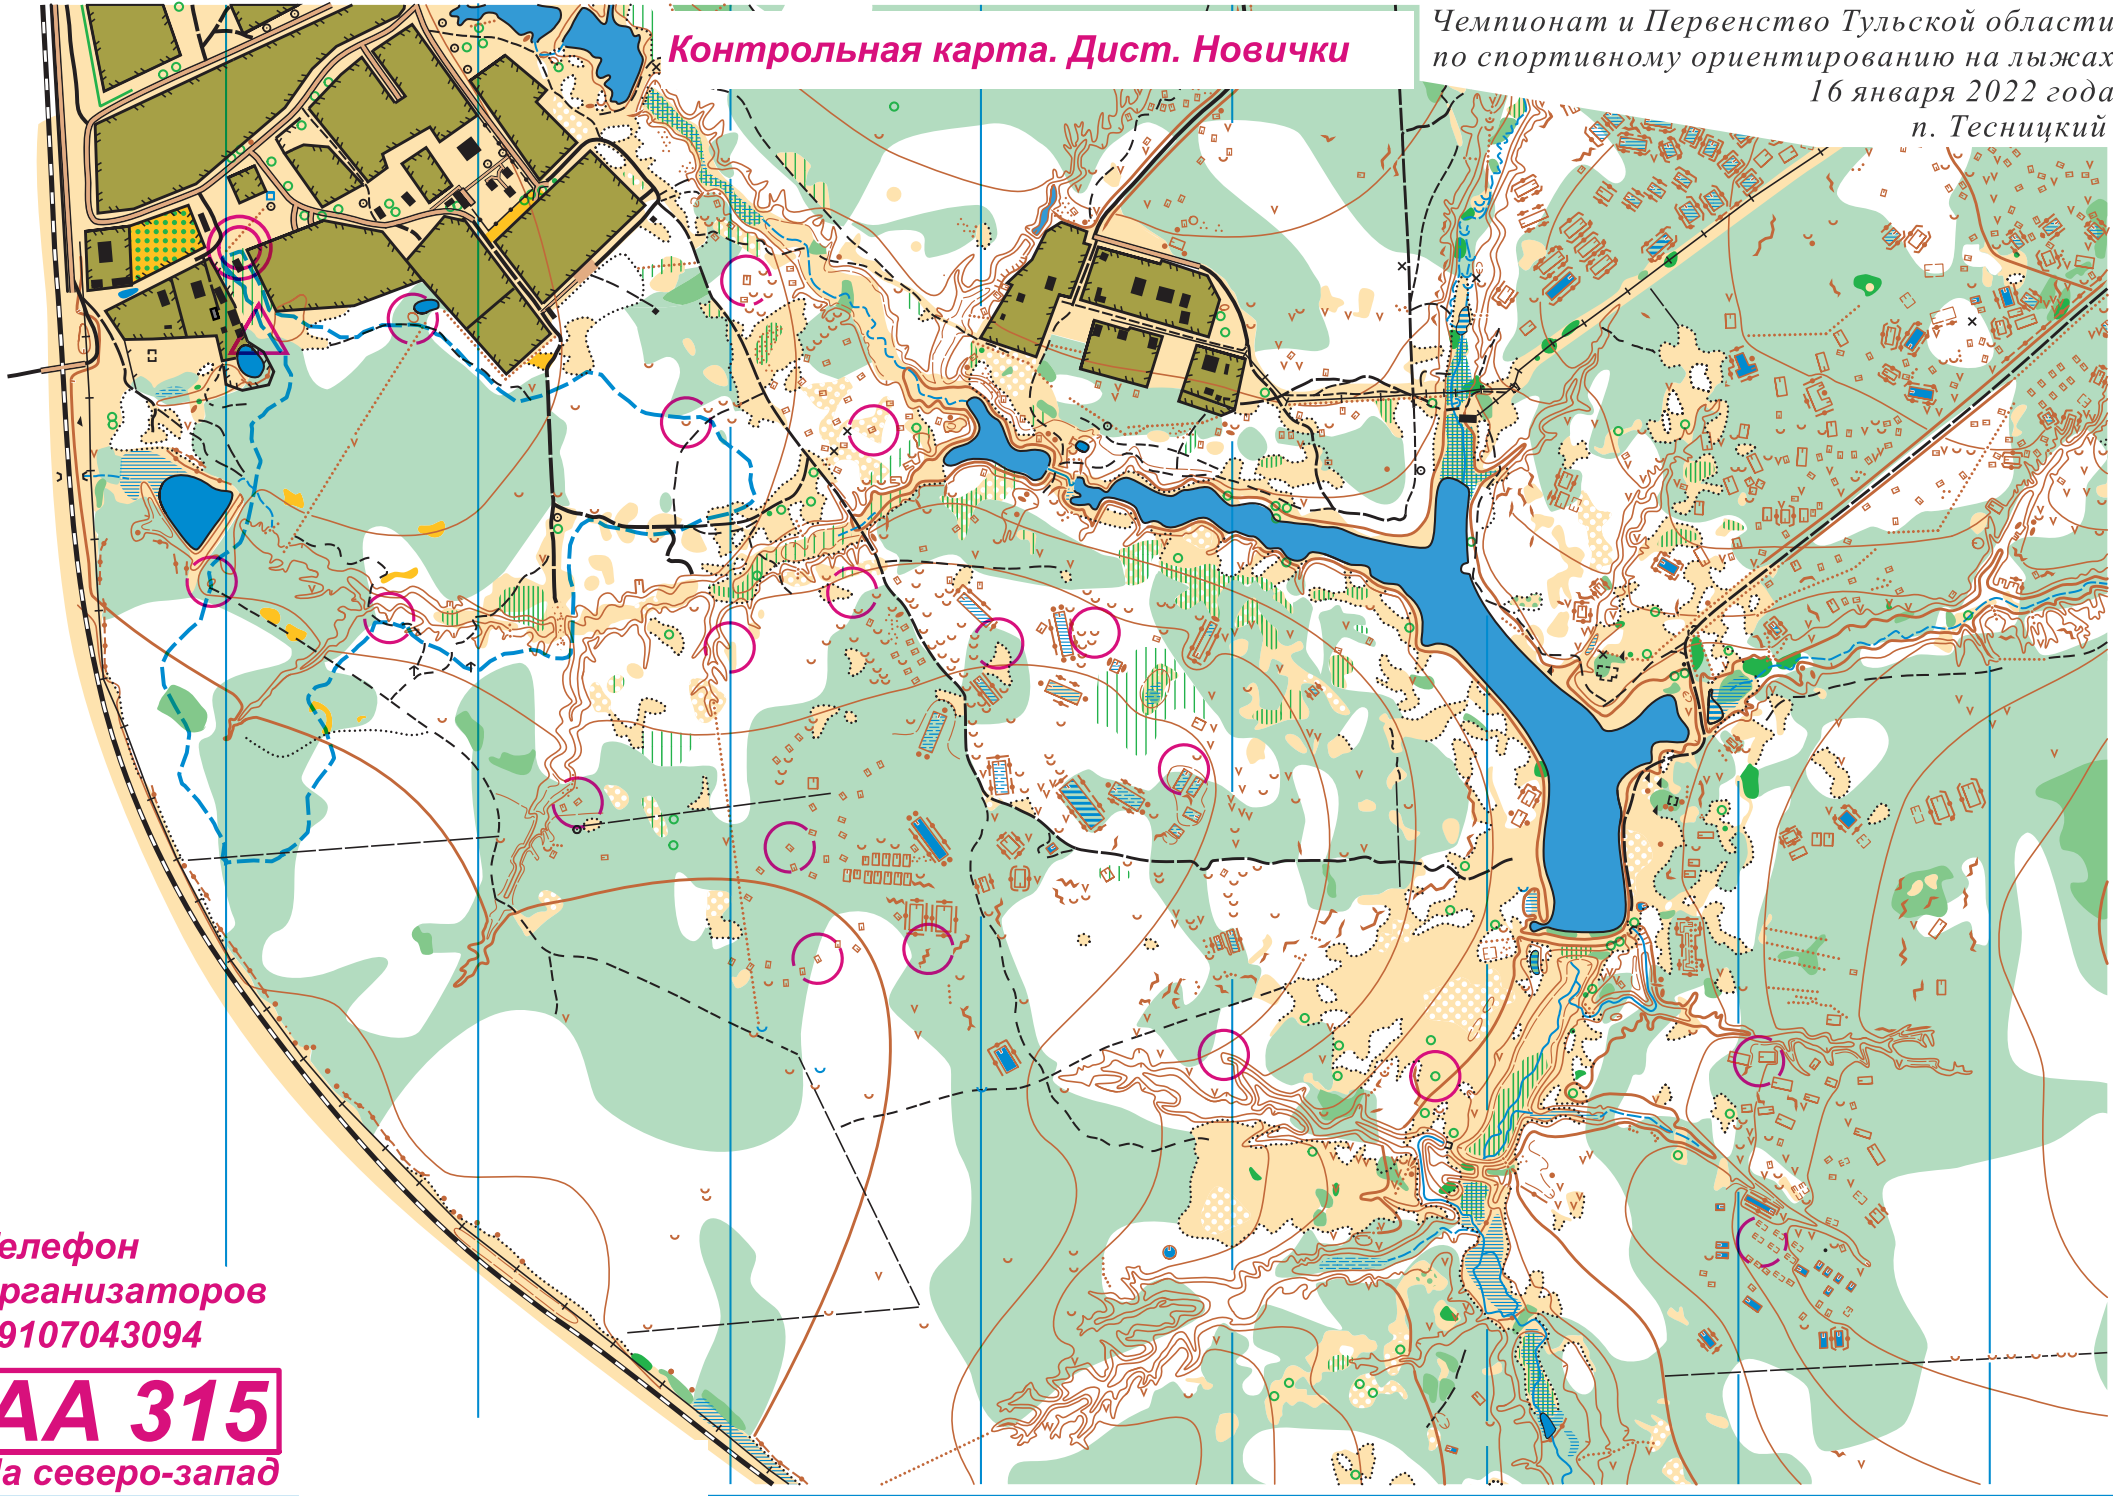 Контрольная карта. Дист. Новички
Чемпионат и Первенство Тульской области
по спортивному ориентированию на лыжах
16 января 2022 года
п. Тесницкий
елефон
рганизаторов
9107043094
АА 315
а северо-запад